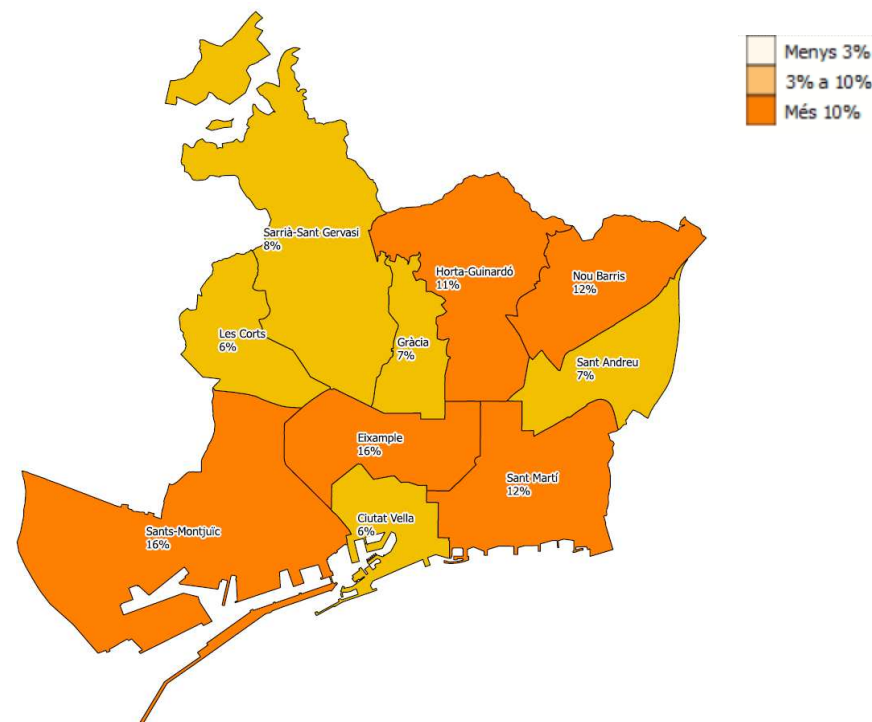 Menys 3%
3% a 10%
Més 10%
Sarrià-Sant Gervasi
8%
Horta-Guinardó
11%
Nou Barris
12%
Les Corts
6%
Gràcia
7%
Sant Andreu
7%
Eixample
16%
Sant Martí
12%
Ciutat Vella
6%
Sants-Montjuïc
16%